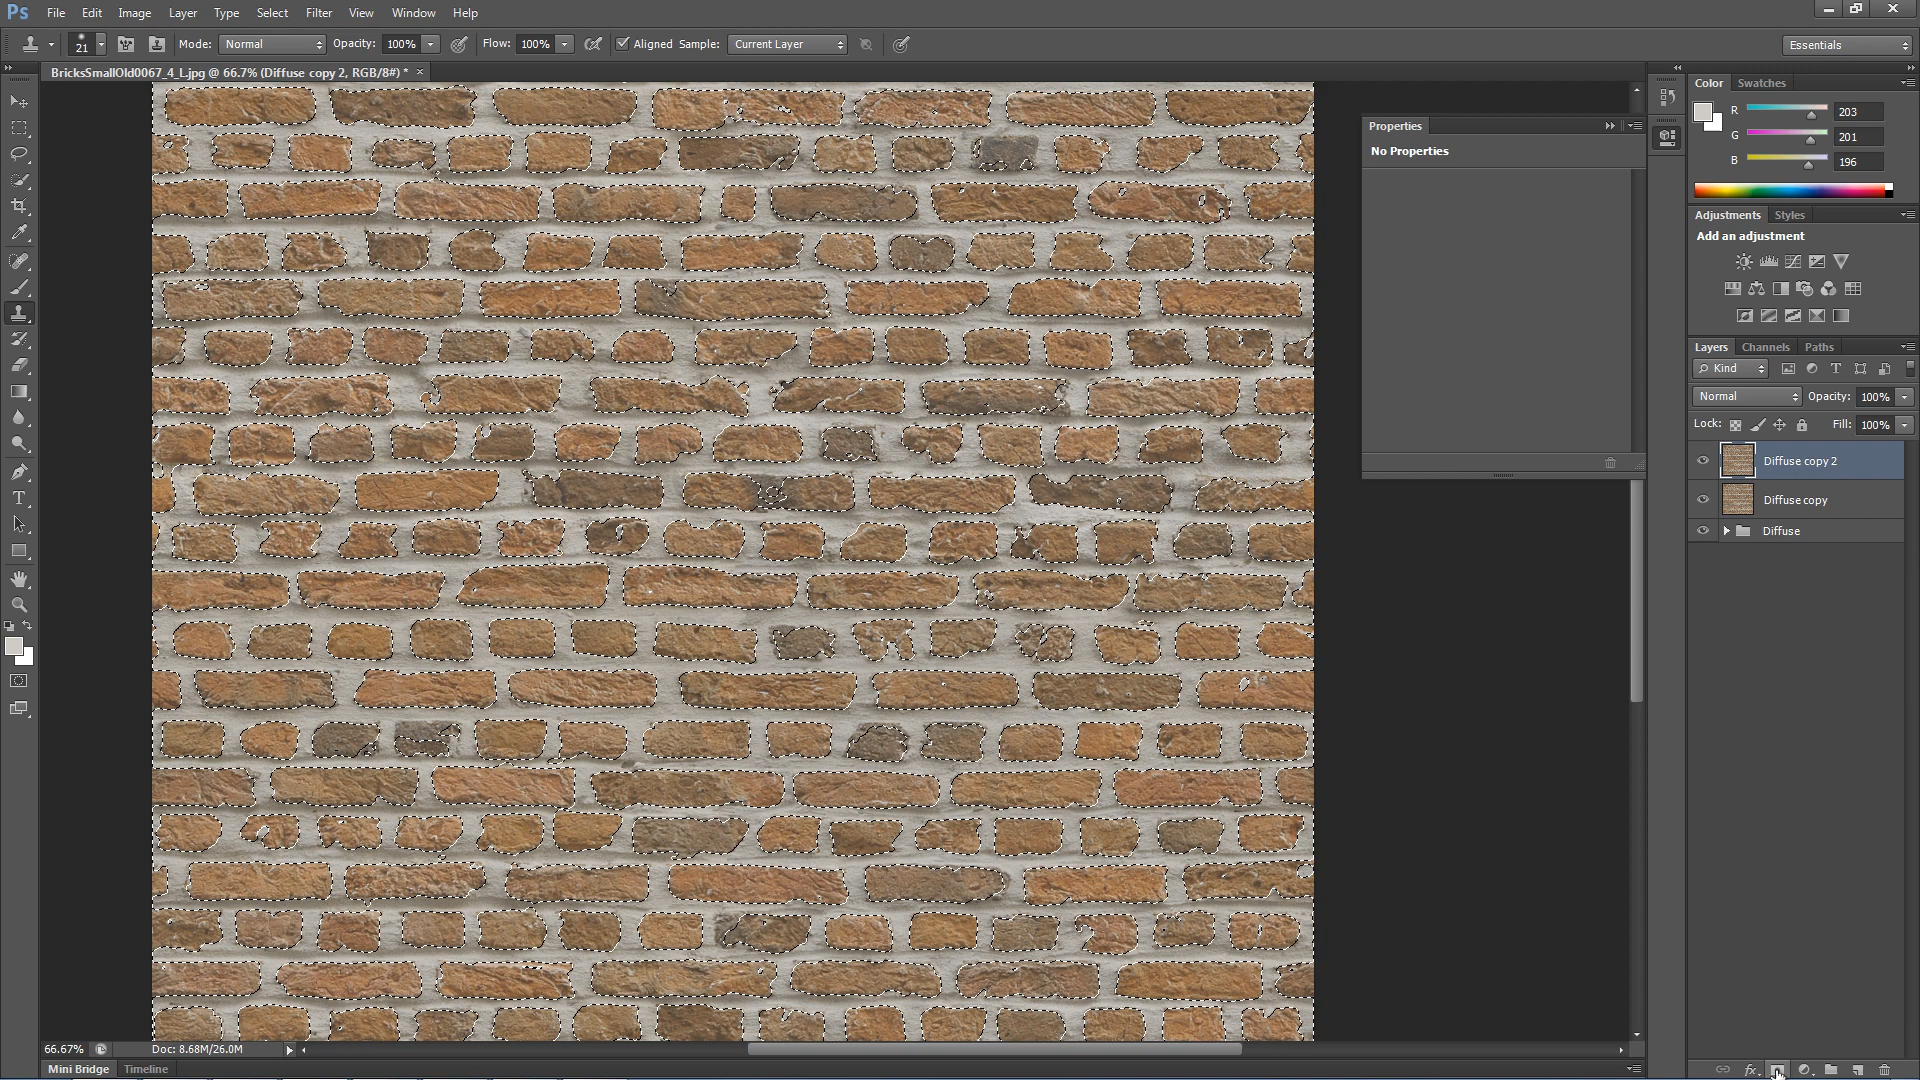 Ps File Edit Image Layer Type Select Filter View Window Help
21 Mode: Normal Opacity: 100% Flow: 100% Aligned Sample: Current Layer Essentials
BricksSmallOld0067_4_L.jpg @ 66.7% (Diffuse copy 2, RGB/8#) * ×
Color Swatches
R 203
G 201
B 196
Properties
No Properties
Adjustments Styles
Add an adjustment
Layers Channels Paths
Kind
Normal Opacity: 100%
Lock: Fill: 100%
Diffuse copy 2
Diffuse copy
Diffuse
66.67% Doc: 8.68M/26.0M
Mini Bridge Timeline
fx